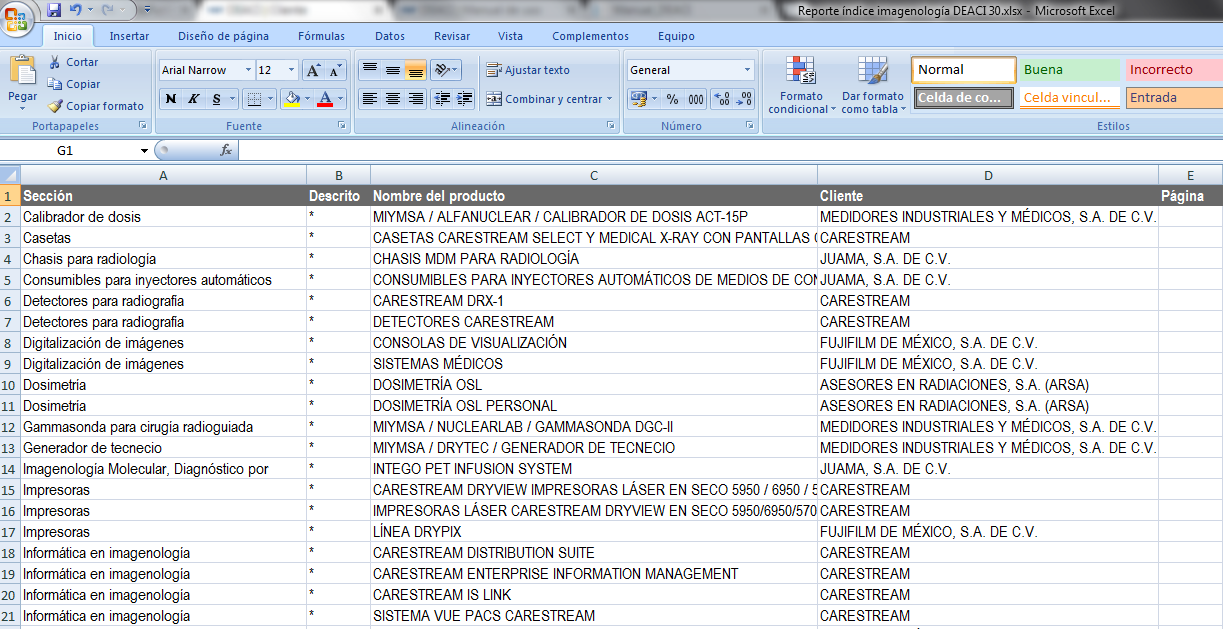 Reporte índice imagenología DEACI 30.xlsx - Microsoft Excel
Inicio Insertar Diseño de página Fórmulas Datos Revisar Vista Complementos Equipo
Pegar
Cortar
Copiar
Copiar formato
Portapapeles
Arial Narrow 12
N K S
Fuente
Ajustar texto
Combinar y centrar
Alineación
General
% 000
Número
Formato condicional
Dar formato como tabla
Normal Buena Incorrecto
Celda de co... Celda vincul... Entrada
Estilos
G1 fx
A B C D E
1 Sección Descrito Nombre del producto Cliente Página
2 Calibrador de dosis * MIYMSA / ALFANUCLEAR / CALIBRADOR DE DOSIS ACT-15P MEDIDORES INDUSTRIALES Y MÉDICOS, S.A. DE C.V.
3 Casetas * CASETAS CARESTREAM SELECT Y MEDICAL X-RAY CON PANTALLAS CARESTREAM
4 Chasis para radiología * CHASIS MDM PARA RADIOLOGÍA JUAMA, S.A. DE C.V.
5 Consumibles para inyectores automáticos * CONSUMIBLES PARA INYECTORES AUTOMÁTICOS DE MEDIOS DE CON JUAMA, S.A. DE C.V.
6 Detectores para radiografía * CARESTREAM DRX-1 CARESTREAM
7 Detectores para radiografía * DETECTORES CARESTREAM CARESTREAM
8 Digitalización de imágenes * CONSOLAS DE VISUALIZACIÓN FUJIFILM DE MÉXICO, S.A. DE C.V.
9 Digitalización de imágenes * SISTEMAS MÉDICOS FUJIFILM DE MÉXICO, S.A. DE C.V.
10 Dosimetría * DOSIMETRÍA OSL ASESORES EN RADIACIONES, S.A. (ARSA)
11 Dosimetría * DOSIMETRÍA OSL PERSONAL ASESORES EN RADIACIONES, S.A. (ARSA)
12 Gammasonda para cirugía radioguiada * MIYMSA / NUCLEARLAB / GAMMASONDA DGC-II MEDIDORES INDUSTRIALES Y MÉDICOS, S.A. DE C.V.
13 Generador de tecnecio * MIYMSA / DRYTEC / GENERADOR DE TECNECIO MEDIDORES INDUSTRIALES Y MÉDICOS, S.A. DE C.V.
14 Imagenología Molecular, Diagnóstico por * INTEGO PET INFUSION SYSTEM JUAMA, S.A. DE C.V.
15 Impresoras * CARESTREAM DRYVIEW IMPRESORAS LÁSER EN SECO 5950 / 6950 / 5 CARESTREAM
16 Impresoras * IMPRESORAS LÁSER CARESTREAM DRYVIEW EN SECO 5950/6950/570 CARESTREAM
17 Impresoras * LÍNEA DRYPIX FUJIFILM DE MÉXICO, S.A. DE C.V.
18 Informática en imagenología * CARESTREAM DISTRIBUTION SUITE CARESTREAM
19 Informática en imagenología * CARESTREAM ENTERPRISE INFORMATION MANAGEMENT CARESTREAM
20 Informática en imagenología * CARESTREAM IS LINK CARESTREAM
21 Informática en imagenología * SISTEMA VUE PACS CARESTREAM CARESTREAM